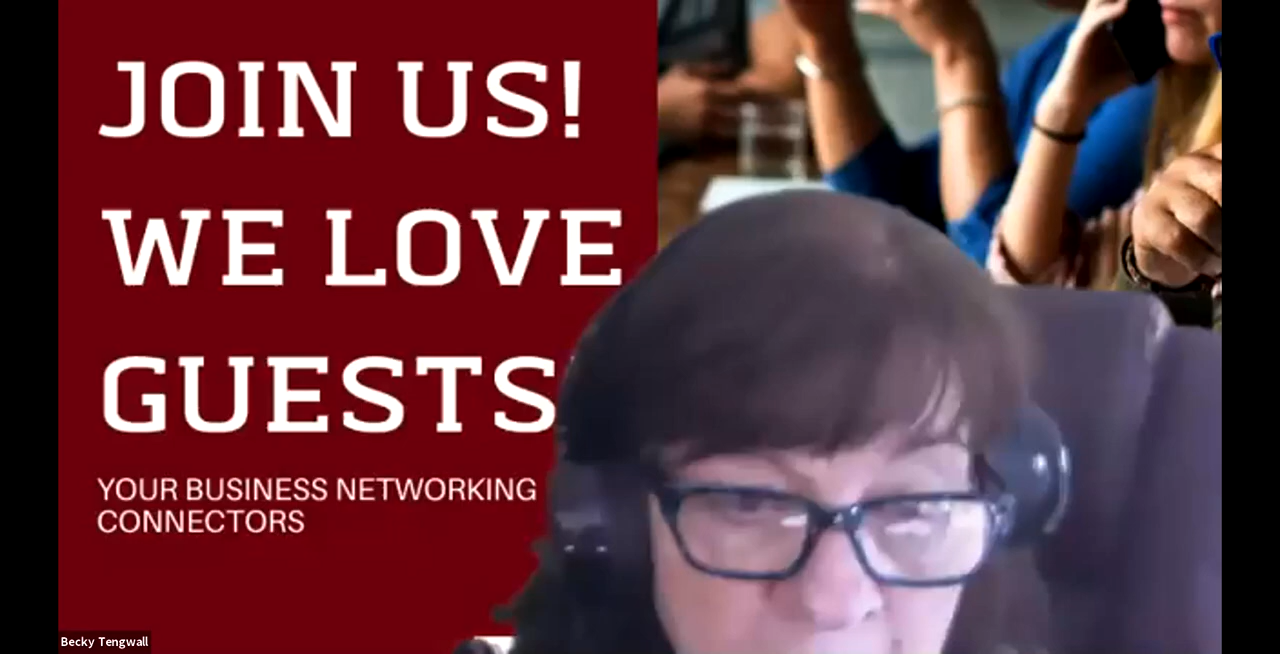 JOIN US!
WE LOVE
GUESTS
YOUR BUSINESS NETWORKING
CONNECTORS
Becky Tengwall